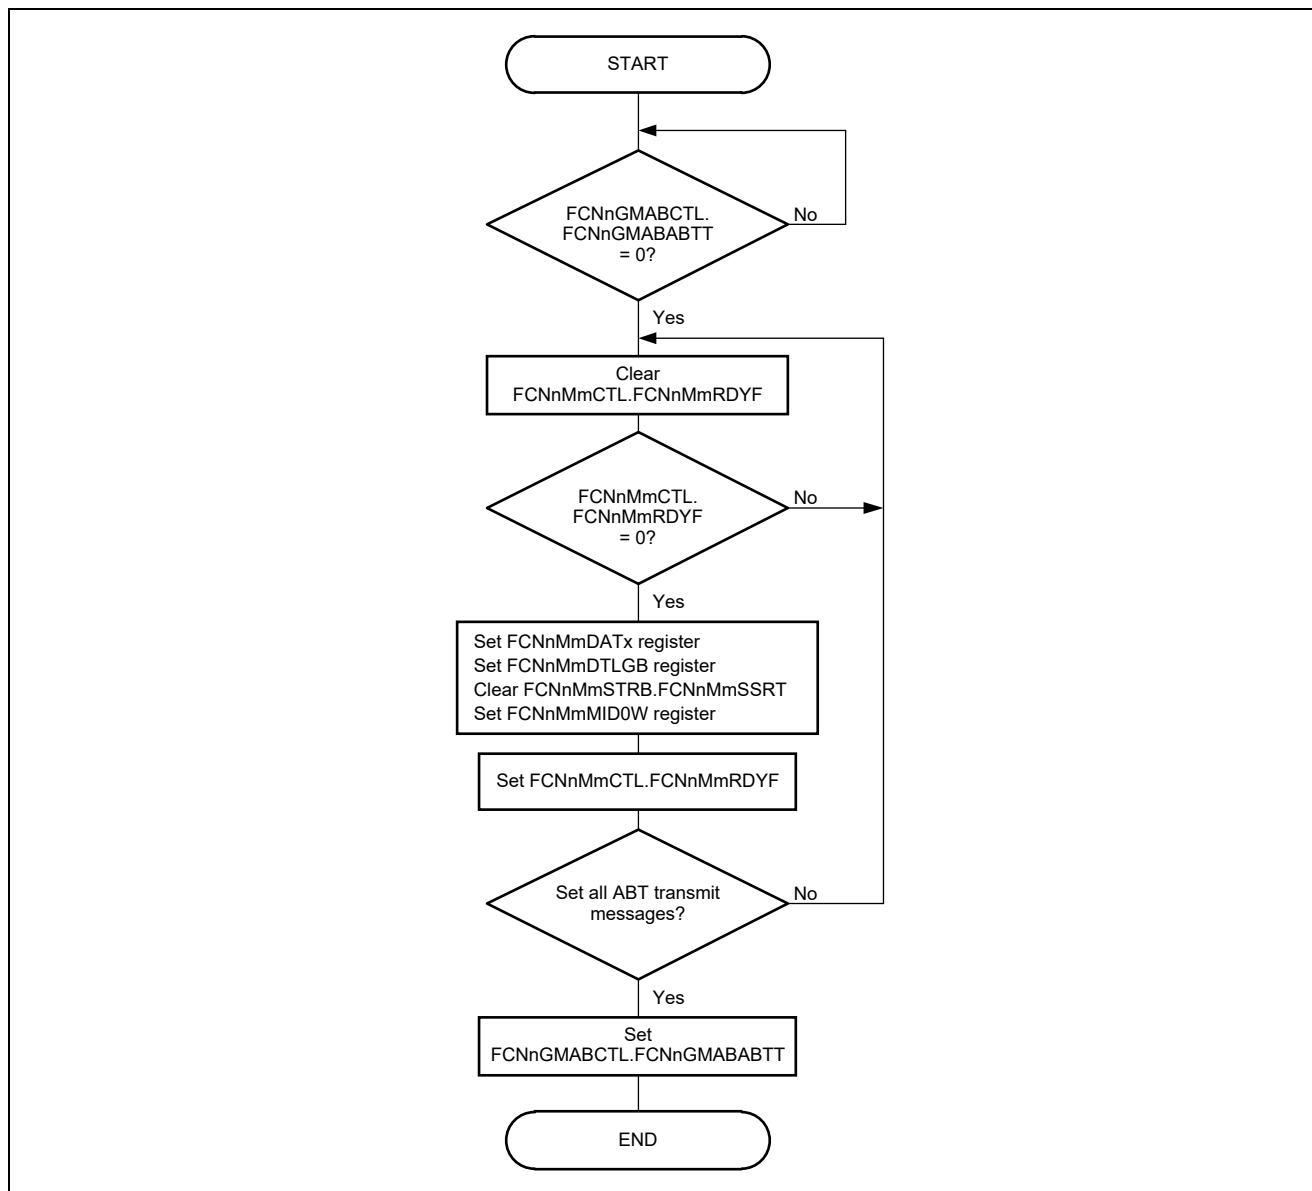 START
FCNnGMABCTL.
FCNnGMABABTT
= 0?
No
Yes
Clear
FCNnMmCTL.FCNnMmRDYF
FCNnMmCTL.
FCNnMmRDYF
= 0?
No
Yes
Set FCNnMmDATx register
Set FCNnMmDTLGB register
Clear FCNnMmSTRB.FCNnMmSSRT
Set FCNnMmMID0W register
Set FCNnMmCTL.FCNnMmRDYF
Set all ABT transmit
messages?
No
Yes
Set
FCNnGMABCTL.FCNnGMABABTT
END